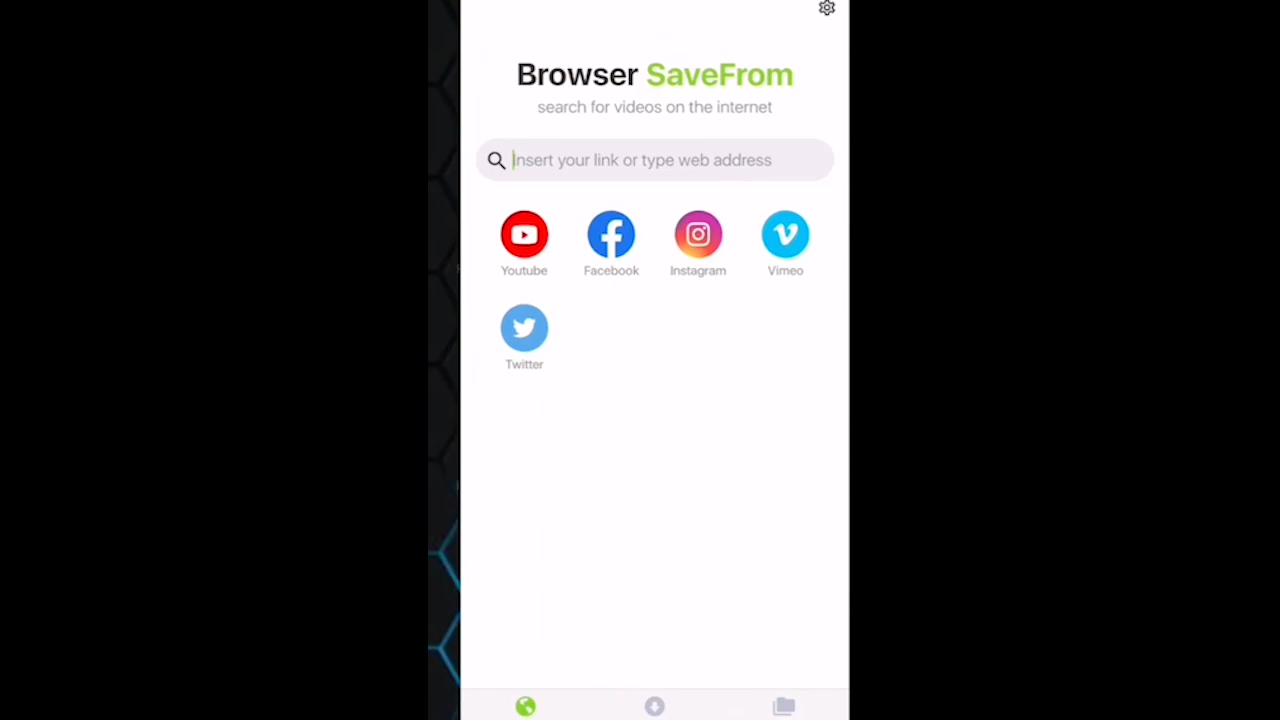 Browser SaveFrom
search for videos on the internet
Insert your link or type web address
Youtube Facebook Instagram Vimeo
Twitter